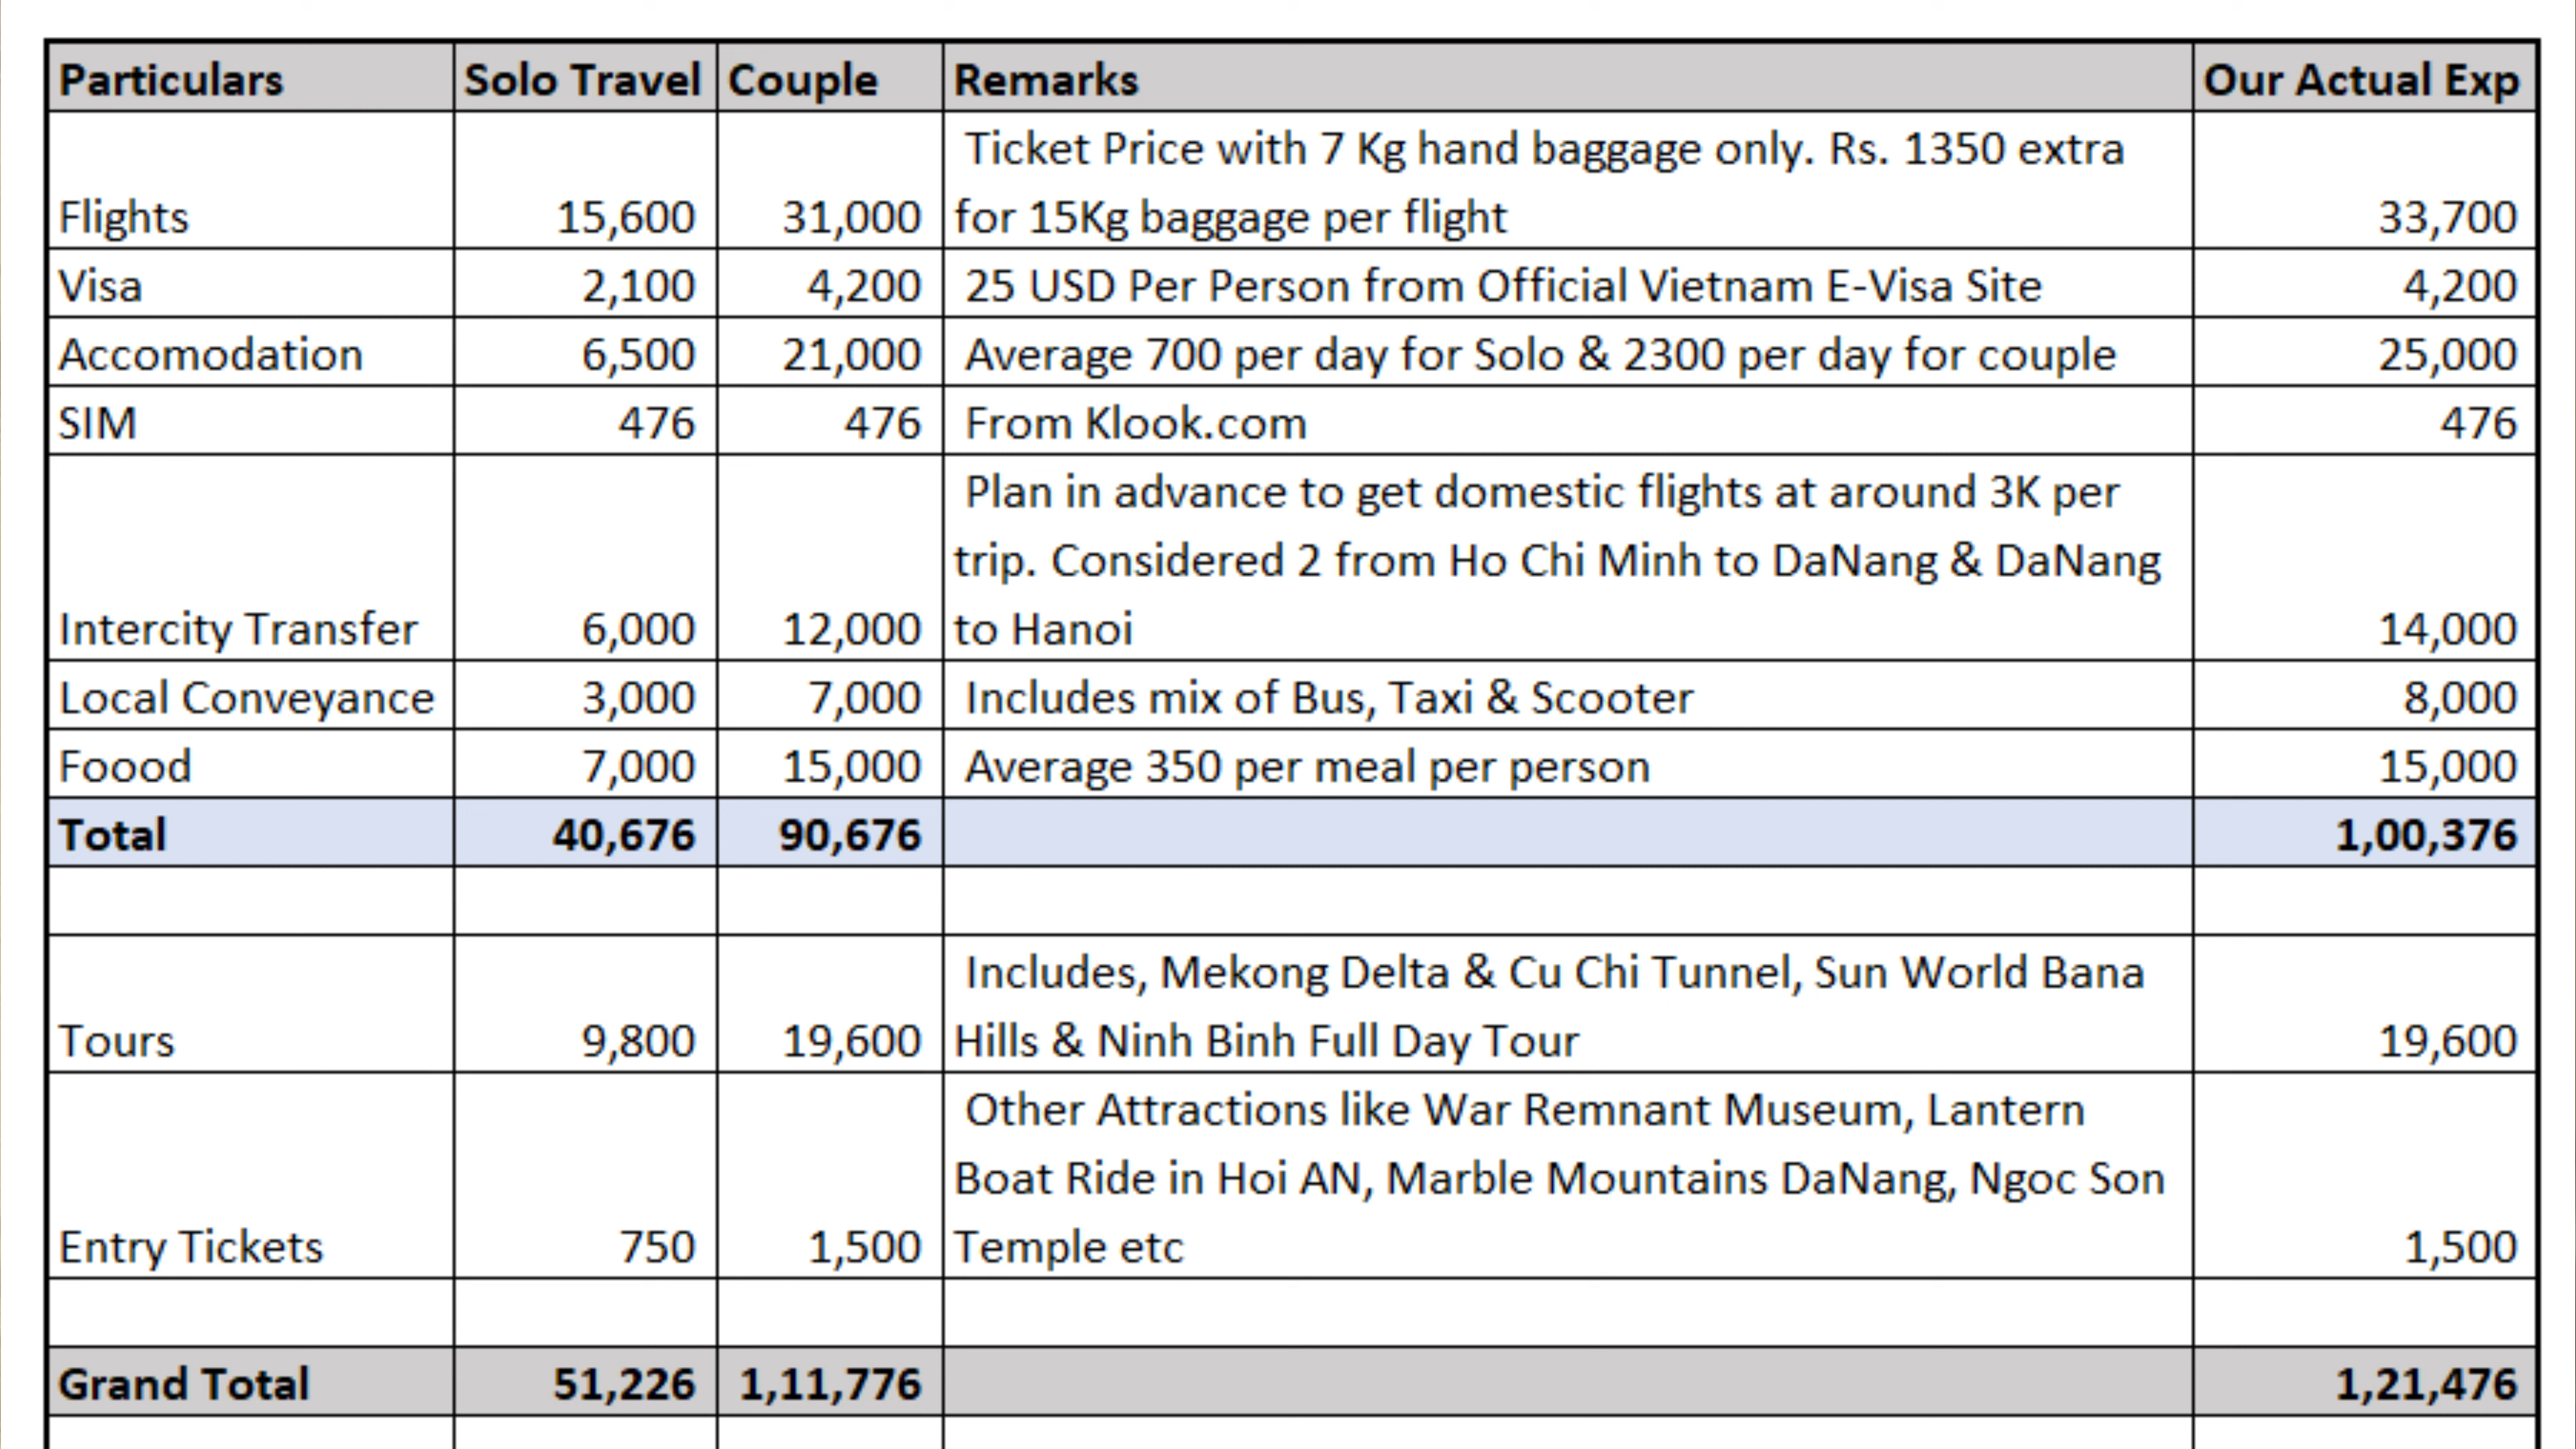 Particulars Solo Travel Couple Remarks Our Actual Exp
Ticket Price with 7 Kg hand baggage only. Rs. 1350 extra
Flights 15,600 31,000 for 15Kg baggage per flight 33,700
Visa 2,100 4,200 25 USD Per Person from Official Vietnam E-Visa Site 4,200
Accomodation 6,500 21,000 Average 700 per day for Solo & 2300 per day for couple 25,000
SIM 476 476 From Klook.com 476
Plan in advance to get domestic flights at around 3K per
trip. Considered 2 from Ho Chi Minh to DaNang & DaNang
Intercity Transfer 6,000 12,000 to Hanoi 14,000
Local Conveyance 3,000 7,000 Includes mix of Bus, Taxi & Scooter 8,000
Foood 7,000 15,000 Average 350 per meal per person 15,000
Total 40,676 90,676 1,00,376
Includes, Mekong Delta & Cu Chi Tunnel, Sun World Bana
Tours 9,800 19,600 Hills & Ninh Binh Full Day Tour 19,600
Other Attractions like War Remnant Museum, Lantern
Boat Ride in Hoi AN, Marble Mountains DaNang, Ngoc Son
Entry Tickets 750 1,500 Temple etc 1,500
Grand Total 51,226 1,11,776 1,21,476